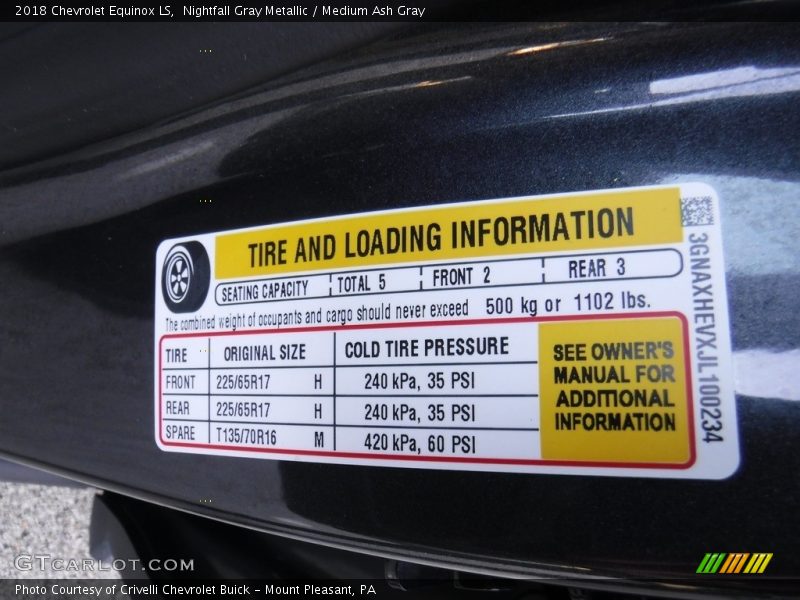 2018 Chevrolet Equinox LS,  Nightfall Gray Metallic / Medium Ash Gray
TIRE AND LOADING INFORMATION
SEATING CAPACITY TOTAL 5 FRONT 2 REAR 3
The combined weight of occupants and cargo should never exceed 500 kg or 1102 lbs.
TIRE ORIGINAL SIZE COLD TIRE PRESSURE
FRONT 225/65R17 H 240 kPa, 35 PSI
REAR 225/65R17 H 240 kPa, 35 PSI
SPARE T135/70R16 M 420 kPa, 60 PSI
SEE OWNER'S
MANUAL FOR
ADDITIONAL
INFORMATION
3GNAXHEVXJL100234
GTCARLOT.COM
Photo Courtesy of Crivelli Chevrolet Buick - Mount Pleasant, PA